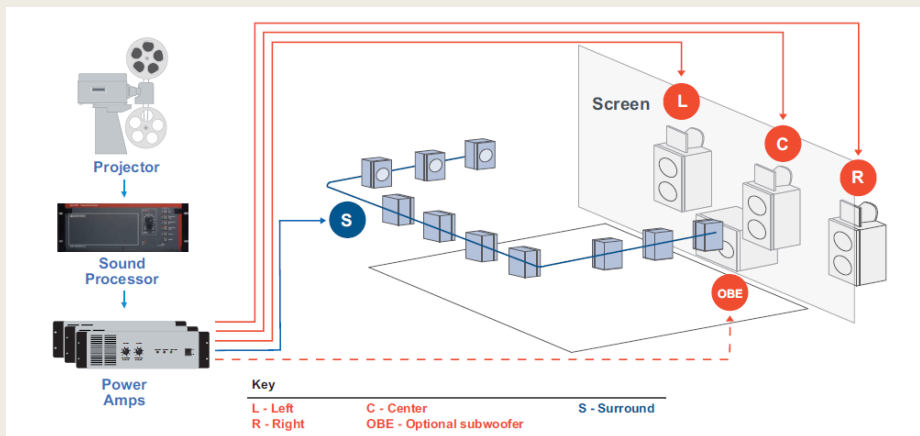 L
C
R
Screen
Projector
S
Sound
Processor
OBE
Power
Amps
Key
L - Left
C - Center
S - Surround
R - Right
OBE - Optional subwoofer